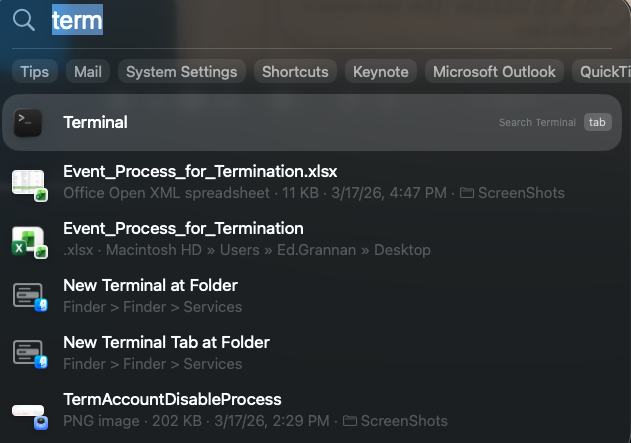 term
Tips Mail System Settings Shortcuts Keynote Microsoft Outlook QuickTi
Terminal Search Terminal tab
Event_Process_for_Termination.xlsx
Office Open XML spreadsheet · 11 KB · 3/17/26, 4:47 PM · ScreenShots
Event_Process_for_Termination
.xlsx · Macintosh HD » Users » Ed.Grannan » Desktop
New Terminal at Folder
Finder > Finder > Services
New Terminal Tab at Folder
Finder > Finder > Services
TermAccountDisableProcess
PNG image · 202 KB · 3/17/26, 2:29 PM · ScreenShots